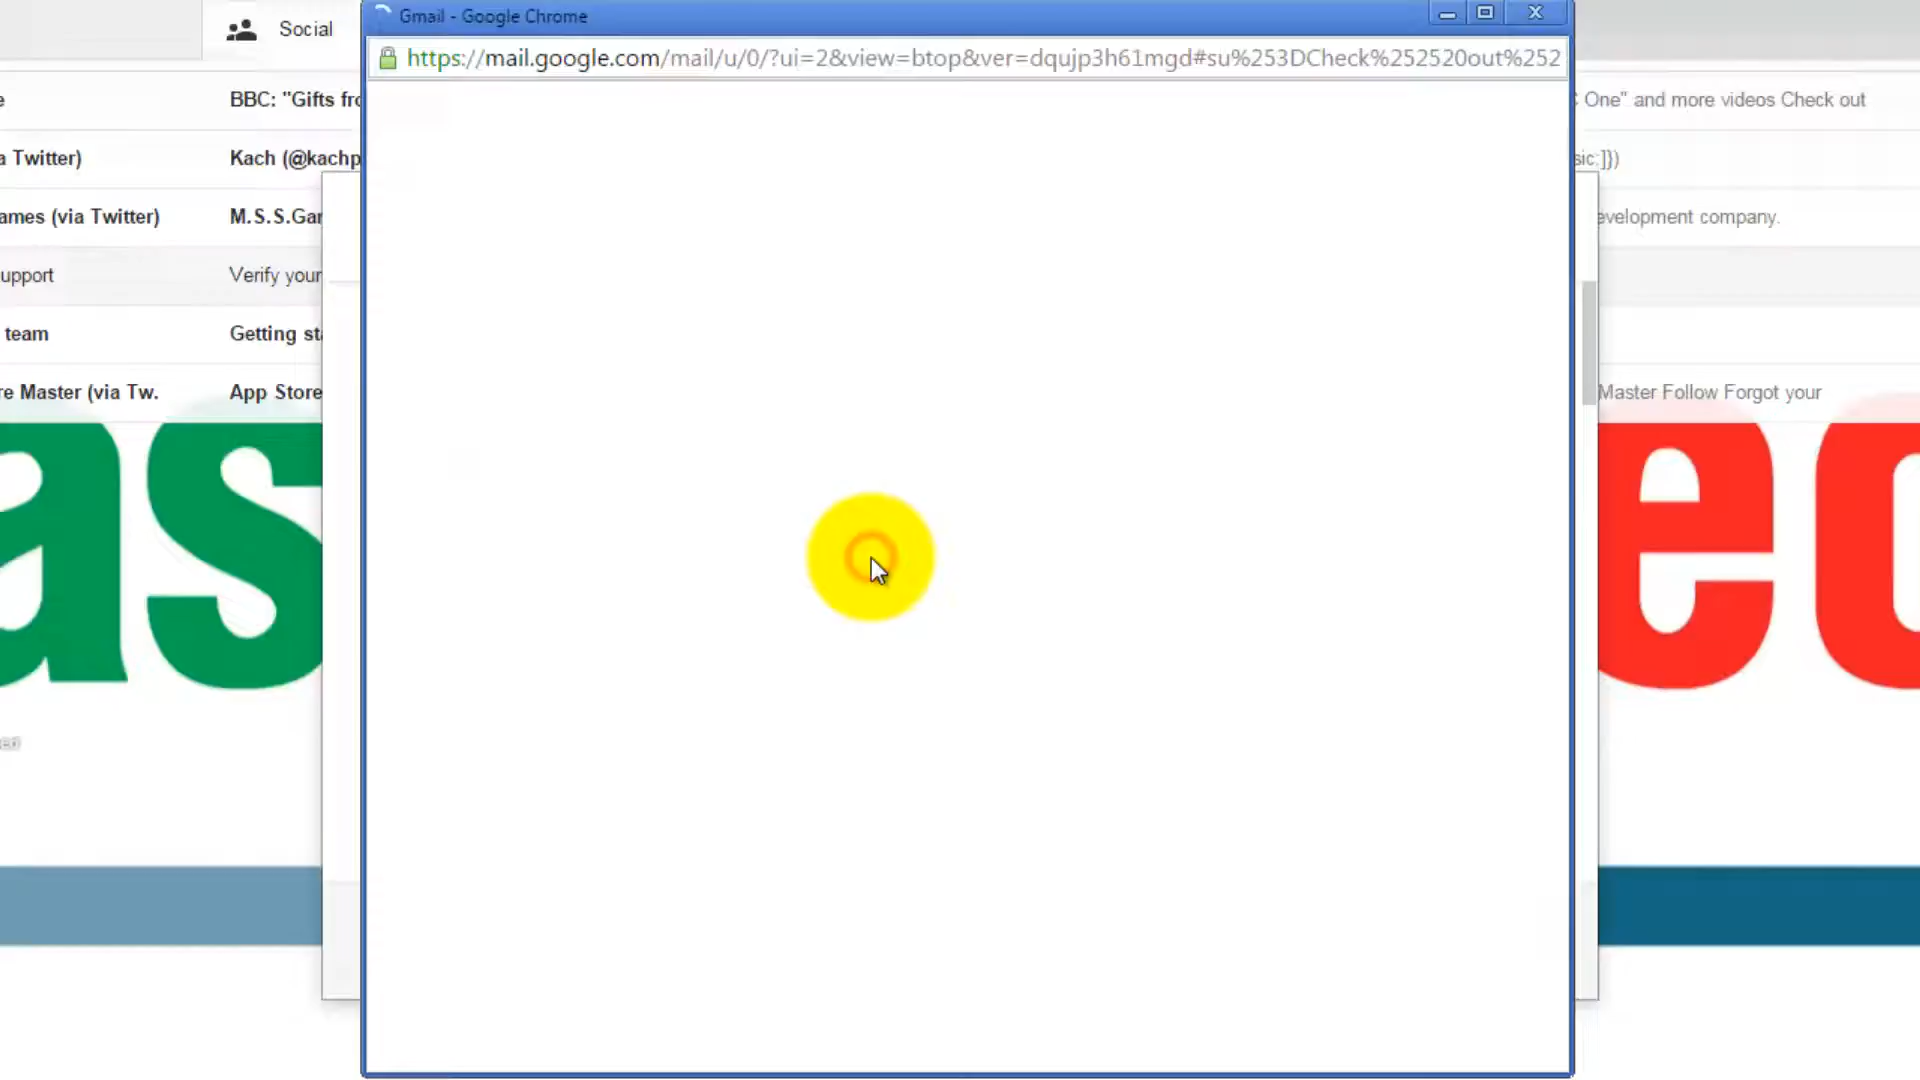 Gmail - Google Chrome
Social
https://mail.google.com/mail/u/0/?ui=2&view=btop&ver=dqujp3h61mgd#su%253DCheck%252520out%252
e BBC: "Gifts fro One" and more videos Check out
a Twitter) Kach (@kachp sic:]})
ames (via Twitter) M.S.S.Gar evelopment company.
upport Verify your
team Getting sta
re Master (via Tw. App Store Master Follow Forgot your
as ec